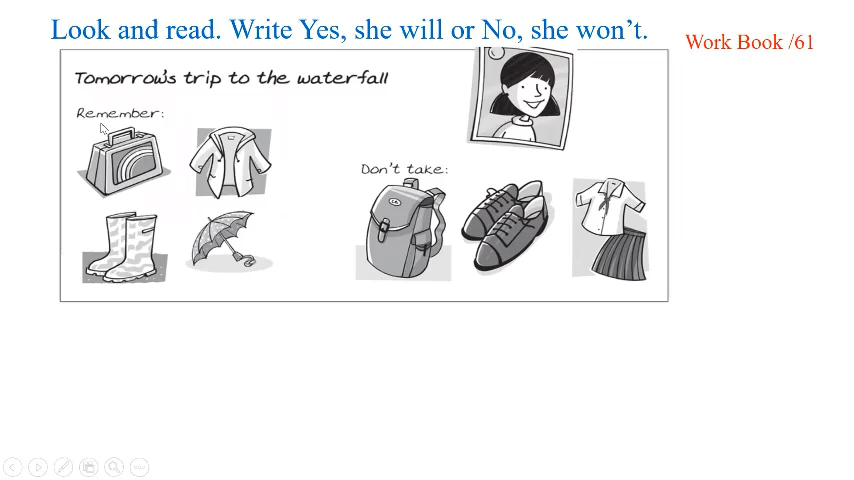 Look and read. Write Yes, she will or No, she won’t.
Work Book /61
Tomorrow's trip to the waterfall
Remember:
Don't take: